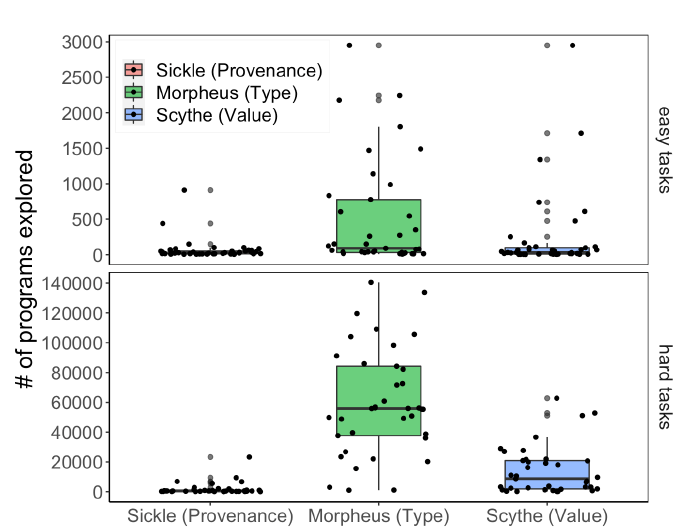 3000
2500
2000
1500
1000
500
0
Sickle (Provenance)
Morpheus (Type)
Scythe (Value)
easy tasks
# of programs explored
140000
120000
100000
80000
60000
40000
20000
0
hard tasks
Sickle (Provenance) Morpheus (Type) Scythe (Value)